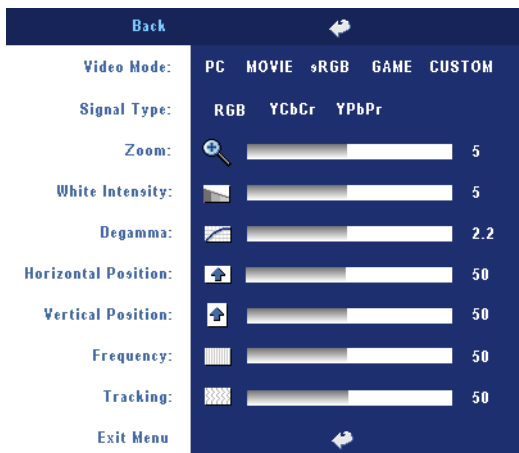 Back
Video Mode: PC MOVIE sRGB GAME CUSTOM
Signal Type: RGB YCbCr YPbPr
Zoom: 5
White Intensity: 5
Degamma: 2.2
Horizontal Position: 50
Vertical Position: 50
Frequency: 50
Tracking: 50
Exit Menu